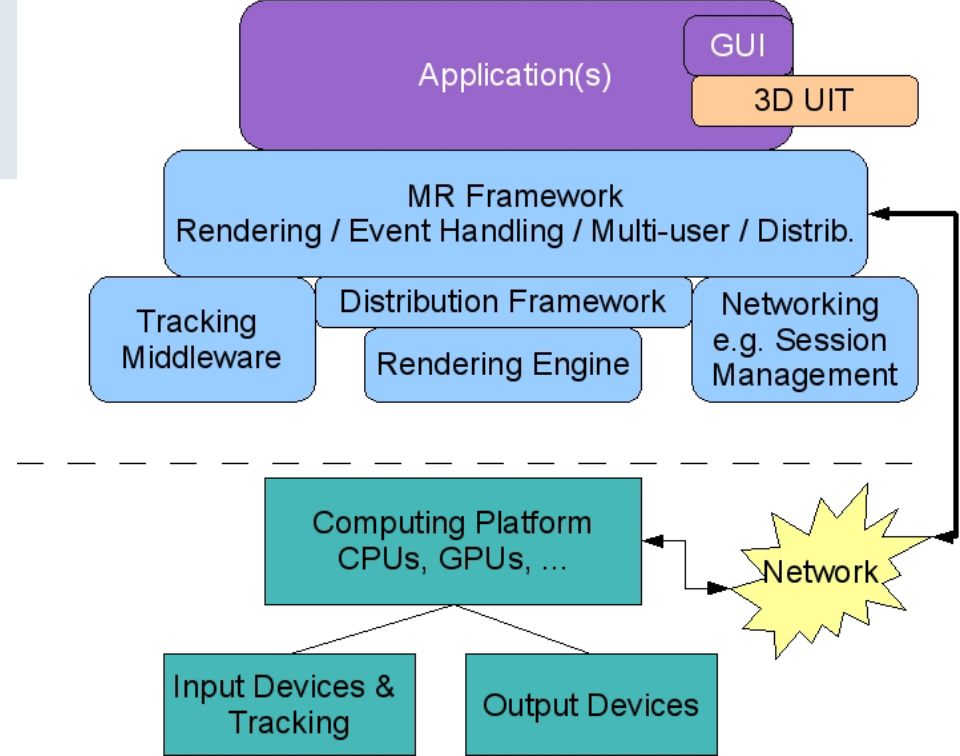 GUI
Application(s)
3D UIT
MR Framework
Rendering / Event Handling / Multi-user / Distrib.
Tracking
Middleware
Distribution Framework
Rendering Engine
Networking
e.g. Session
Management
Computing Platform
CPUs, GPUs, ...
Network
Input Devices &
Tracking
Output Devices